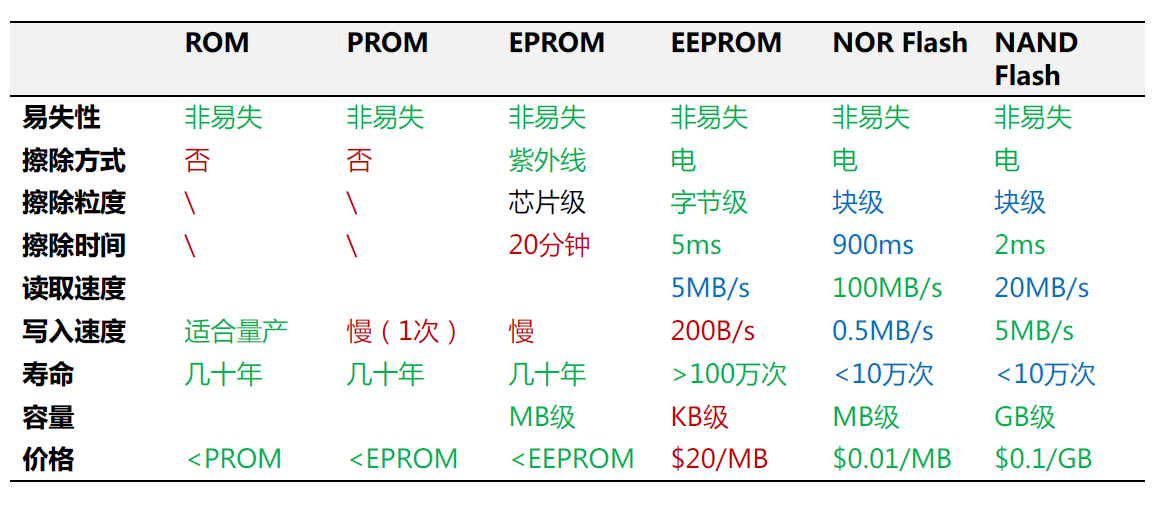 ROM PROM EPROM EEPROM NOR Flash NAND Flash
易失性 非易失 非易失 非易失 非易失 非易失 非易失
擦除方式 否 否 紫外线 电 电 电
擦除粒度 \ \ 芯片级 字节级 块级 块级
擦除时间 \ \ 20分钟 5ms 900ms 2ms
读取速度 5MB/s 100MB/s 20MB/s
写入速度 适合量产 慢（1次） 慢 200B/s 0.5MB/s 5MB/s
寿命 几十年 几十年 几十年 >100万次 <10万次 <10万次
容量 MB级 KB级 MB级 GB级
价格 <PROM <EPROM <EEPROM $20/MB $0.01/MB $0.1/GB